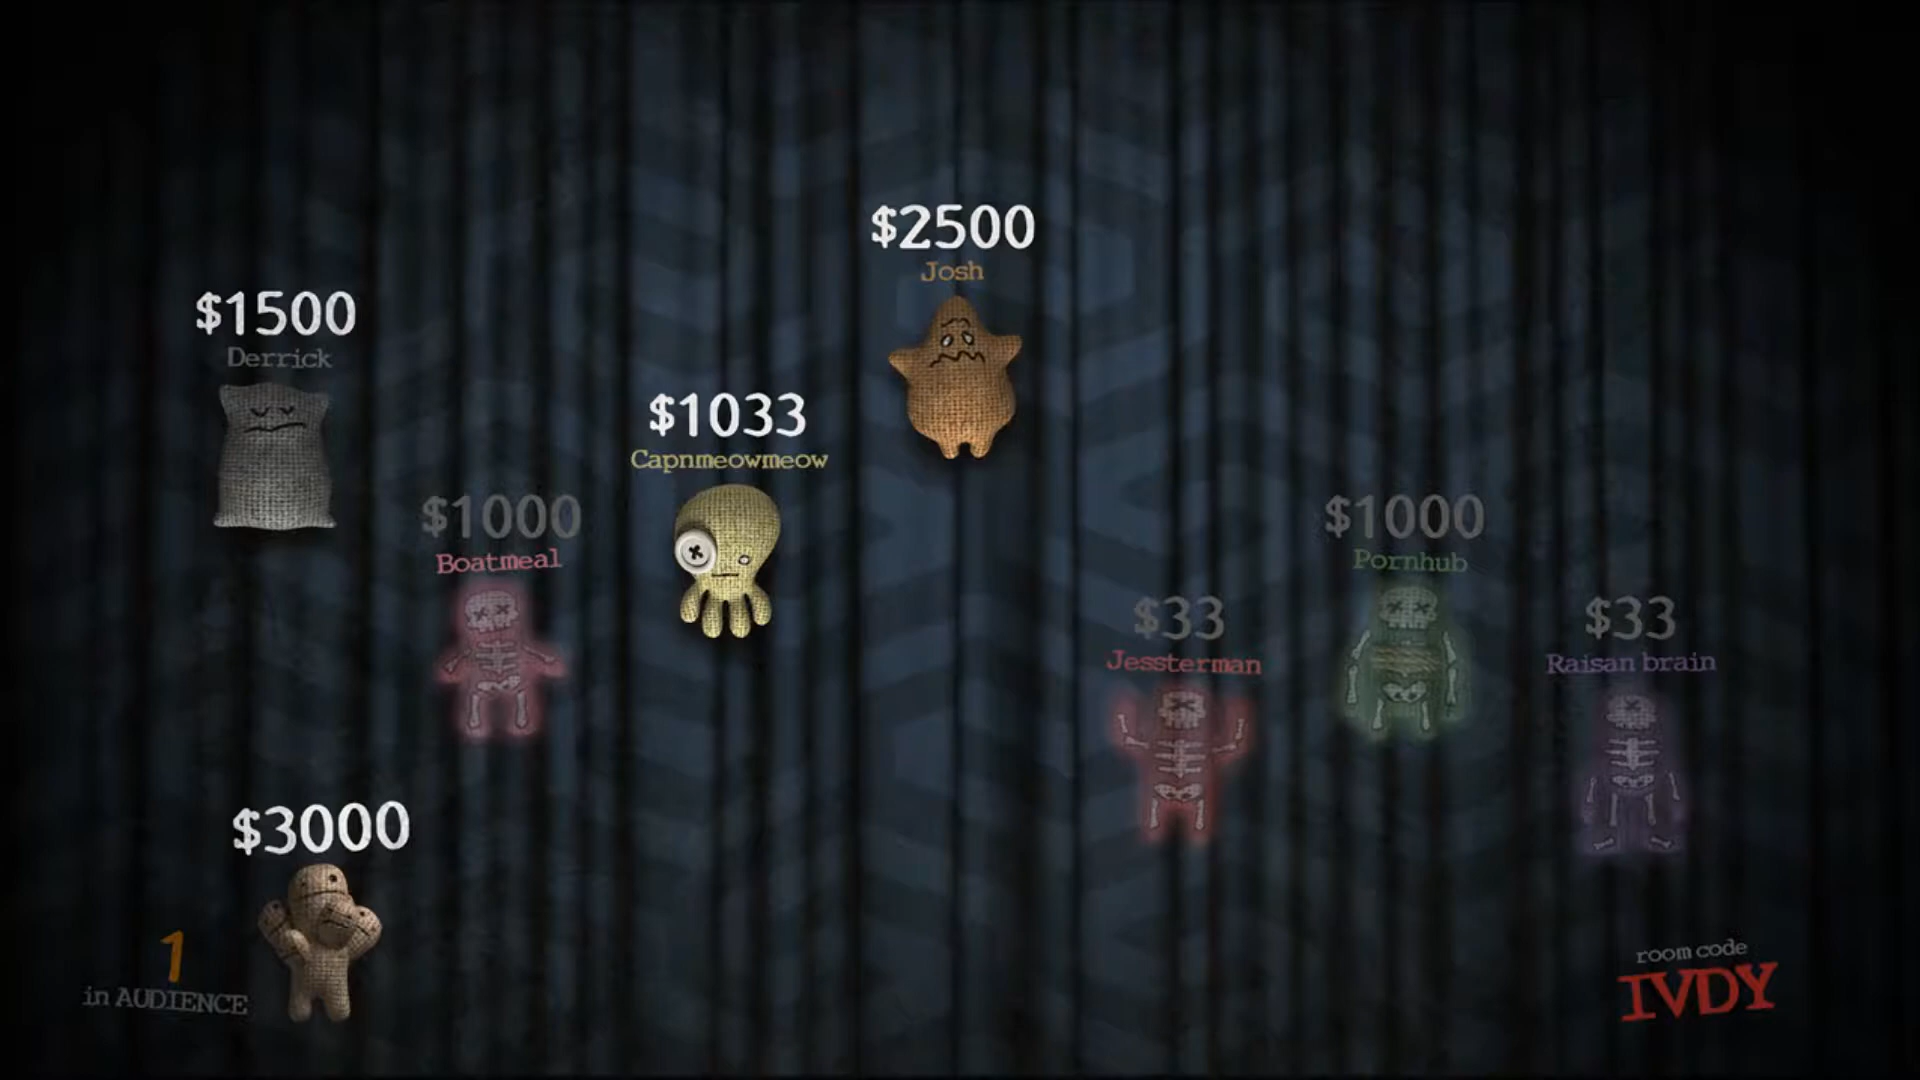 $2500
Josh
$1500
Derrick
$1033
Capnmeowmeow
$1000
Boatmeal
$1000
Pornhub
$33
Jessterman
$33
Raisan brain
$3000
1
in AUDIENCE
room code
IVDY